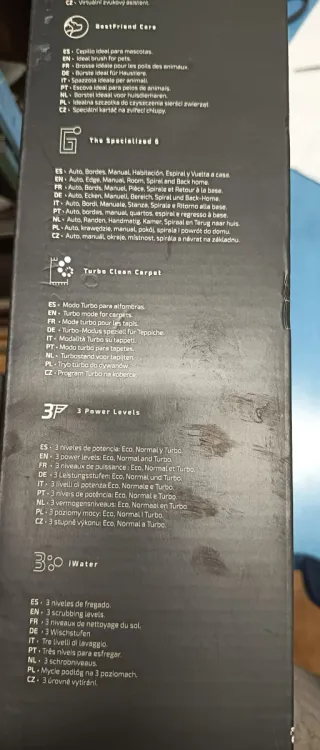 CZ • Virtuální zvukový asistent.
BestFriend Care
ES • Cepillo ideal para mascotas.
EN • Ideal brush for pets.
FR • Brosse idéale pour les poils des animaux.
DE • Bürste ideal für Haustiere.
IT • Spazzola ideale per animali.
PT • Escova ideal para pelos de animais.
NL • Borstel ideaal voor huisdierharen.
PL • Idealna szczotka do czyszczenia sierści zwierząt.
CZ • Speciální kartáč na zvířecí chlupy.
The Specialized 6
ES • Auto, Bordes, Manual, Habitación, Espiral y Vuelta a casa.
EN • Auto, Edge, Manual, Room, Spiral and Back home.
FR • Auto, Bords, Manuel, Pièce, Spirale et Retour à la base.
DE • Auto, Ecken, Manuell, Bereich, Spiral und Back-Home.
IT • Auto, Bordi, Manuale, Stanza, Spirale e Ritorno alla base.
PT • Auto, bordas, manual, quartos, espiral e regresso à base.
NL • Auto, Randen, Handmatig, Kamer, Spiraal en Terug naar huis.
PL • Auto, krawędzie, manual, pokój, spirala i powrót do domu.
CZ • Auto, manuál, okraje, místnost, spirála a návrat na základnu.
Turbo Clean Carpet
ES • Modo Turbo para alfombras.
EN • Turbo mode for carpets.
FR • Mode turbo pour les tapis.
DE • Turbo-Modus speziell für Teppiche.
IT • Modalità Turbo su tappeti.
PT • Modo turbo para tapetes.
NL • Turbostand voor tapijten.
PL • Tryb turbo do dywanów.
CZ • Program Turbo na koberce.
3P
3 Power Levels
ES • 3 niveles de potencia: Eco, Normal y Turbo.
EN • 3 power levels: Eco, Normal and Turbo.
FR • 3 niveaux de puissance : Eco, Normal et Turbo.
DE • 3 Leistungsstufen: Eco, Normal und Turbo.
IT • 3 livelli di potenza Eco, Normale e Turbo.
PT • 3 níveis de potência: Eco, Normal e Turbo.
NL • 3 vermogensniveaus: Eco, Normaal en Turbo.
PL • 3 poziomy mocy: Eco, Normal i Turbo.
CZ • 3 stupně výkonu: Eco, Normal a Turbo.
iWater
ES • 3 niveles de fregado.
EN • 3 scrubbing levels.
FR • 3 niveaux de nettoyage du sol.
DE • 3 Wischstufen
IT • Tre livelli di lavaggio.
PT • Três níveis para esfregar.
NL • 3 schrobniveaus.
PL • Mycie podłóg na 3 poziomach.
CZ • 3 úrovně vytírání.